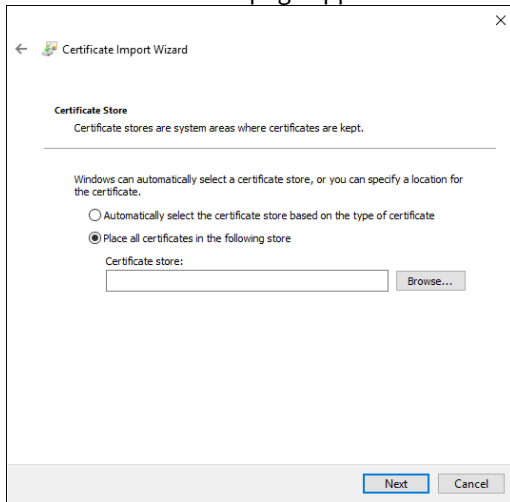 Certificate Import Wizard
Certificate Store
Certificate stores are system areas where certificates are kept.
Windows can automatically select a certificate store, or you can specify a location for
the certificate.
Automatically select the certificate store based on the type of certificate
Place all certificates in the following store
Certificate store:
Browse...
Next
Cancel